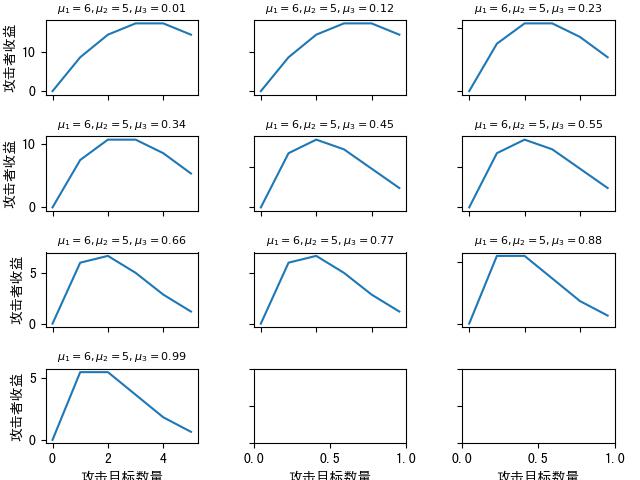 μ₁ = 6, μ₂ = 5, μ₃ = 0.01
μ₁ = 6, μ₂ = 5, μ₃ = 0.12
μ₁ = 6, μ₂ = 5, μ₃ = 0.23
攻击者收益
10
0
μ₁ = 6, μ₂ = 5, μ₃ = 0.34
μ₁ = 6, μ₂ = 5, μ₃ = 0.45
μ₁ = 6, μ₂ = 5, μ₃ = 0.55
攻击者收益
10
0
μ₁ = 6, μ₂ = 5, μ₃ = 0.66
μ₁ = 6, μ₂ = 5, μ₃ = 0.77
μ₁ = 6, μ₂ = 5, μ₃ = 0.88
攻击者收益
5
0
μ₁ = 6, μ₂ = 5, μ₃ = 0.99
攻击者收益
5
0
0 2 4
0.0 0.5 1.0
0.0 0.5 1.0
攻击目标数量
攻击目标数量
攻击目标数量